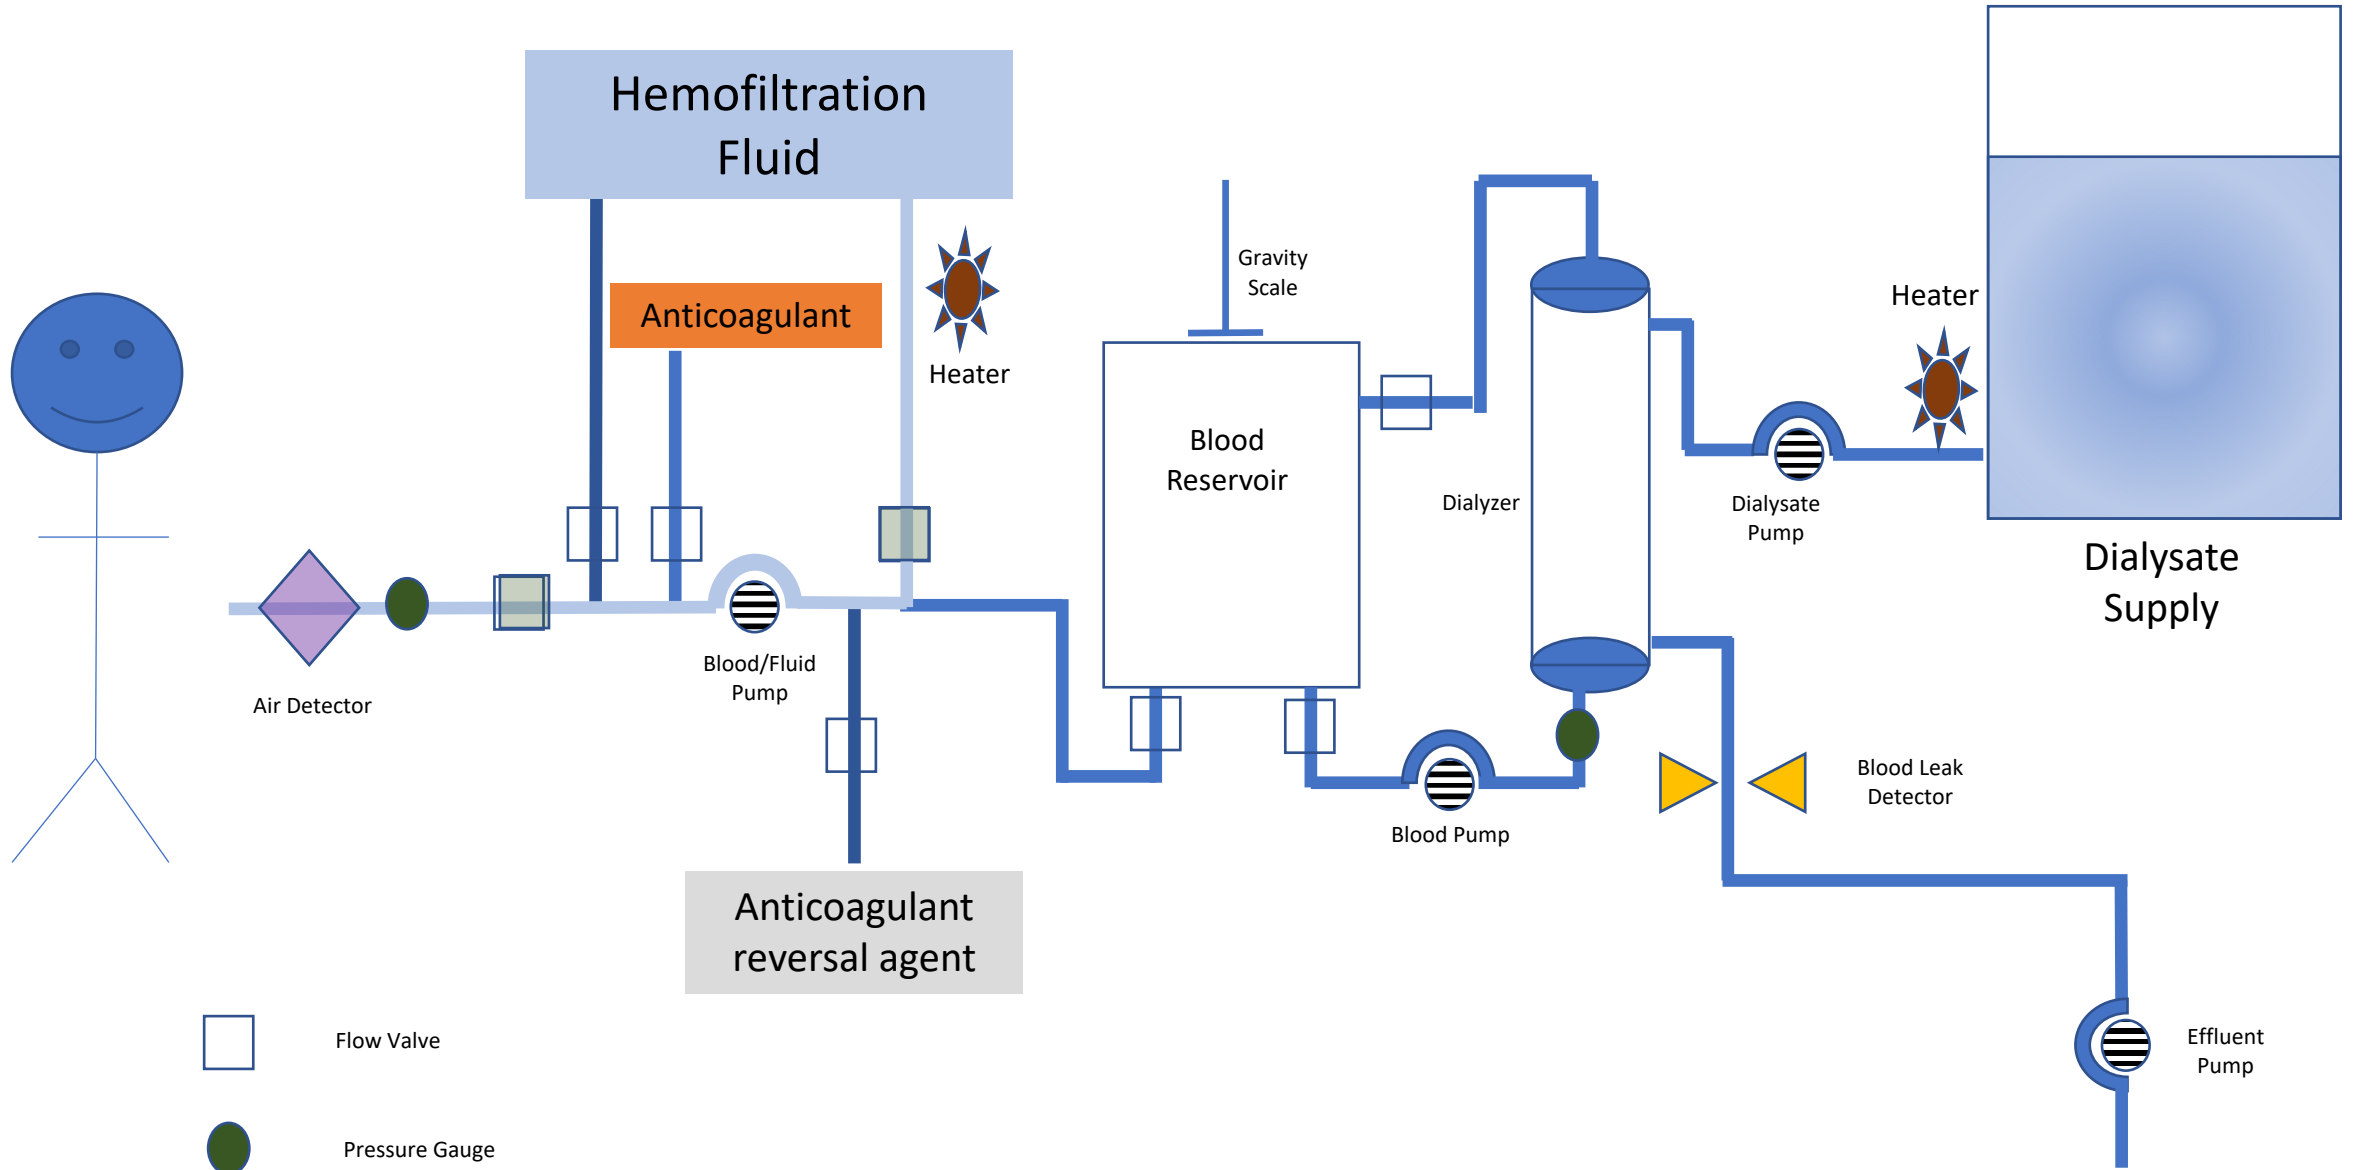 Hemofiltration
Fluid
Anticoagulant
Heater
Gravity
Scale
Blood
Reservoir
Dialyzer
Heater
Dialysate
Pump
Dialysate
Supply
Air Detector
Blood/Fluid
Pump
Blood Pump
Blood Leak
Detector
Anticoagulant
reversal agent
Effluent
Pump
Flow Valve
Pressure Gauge